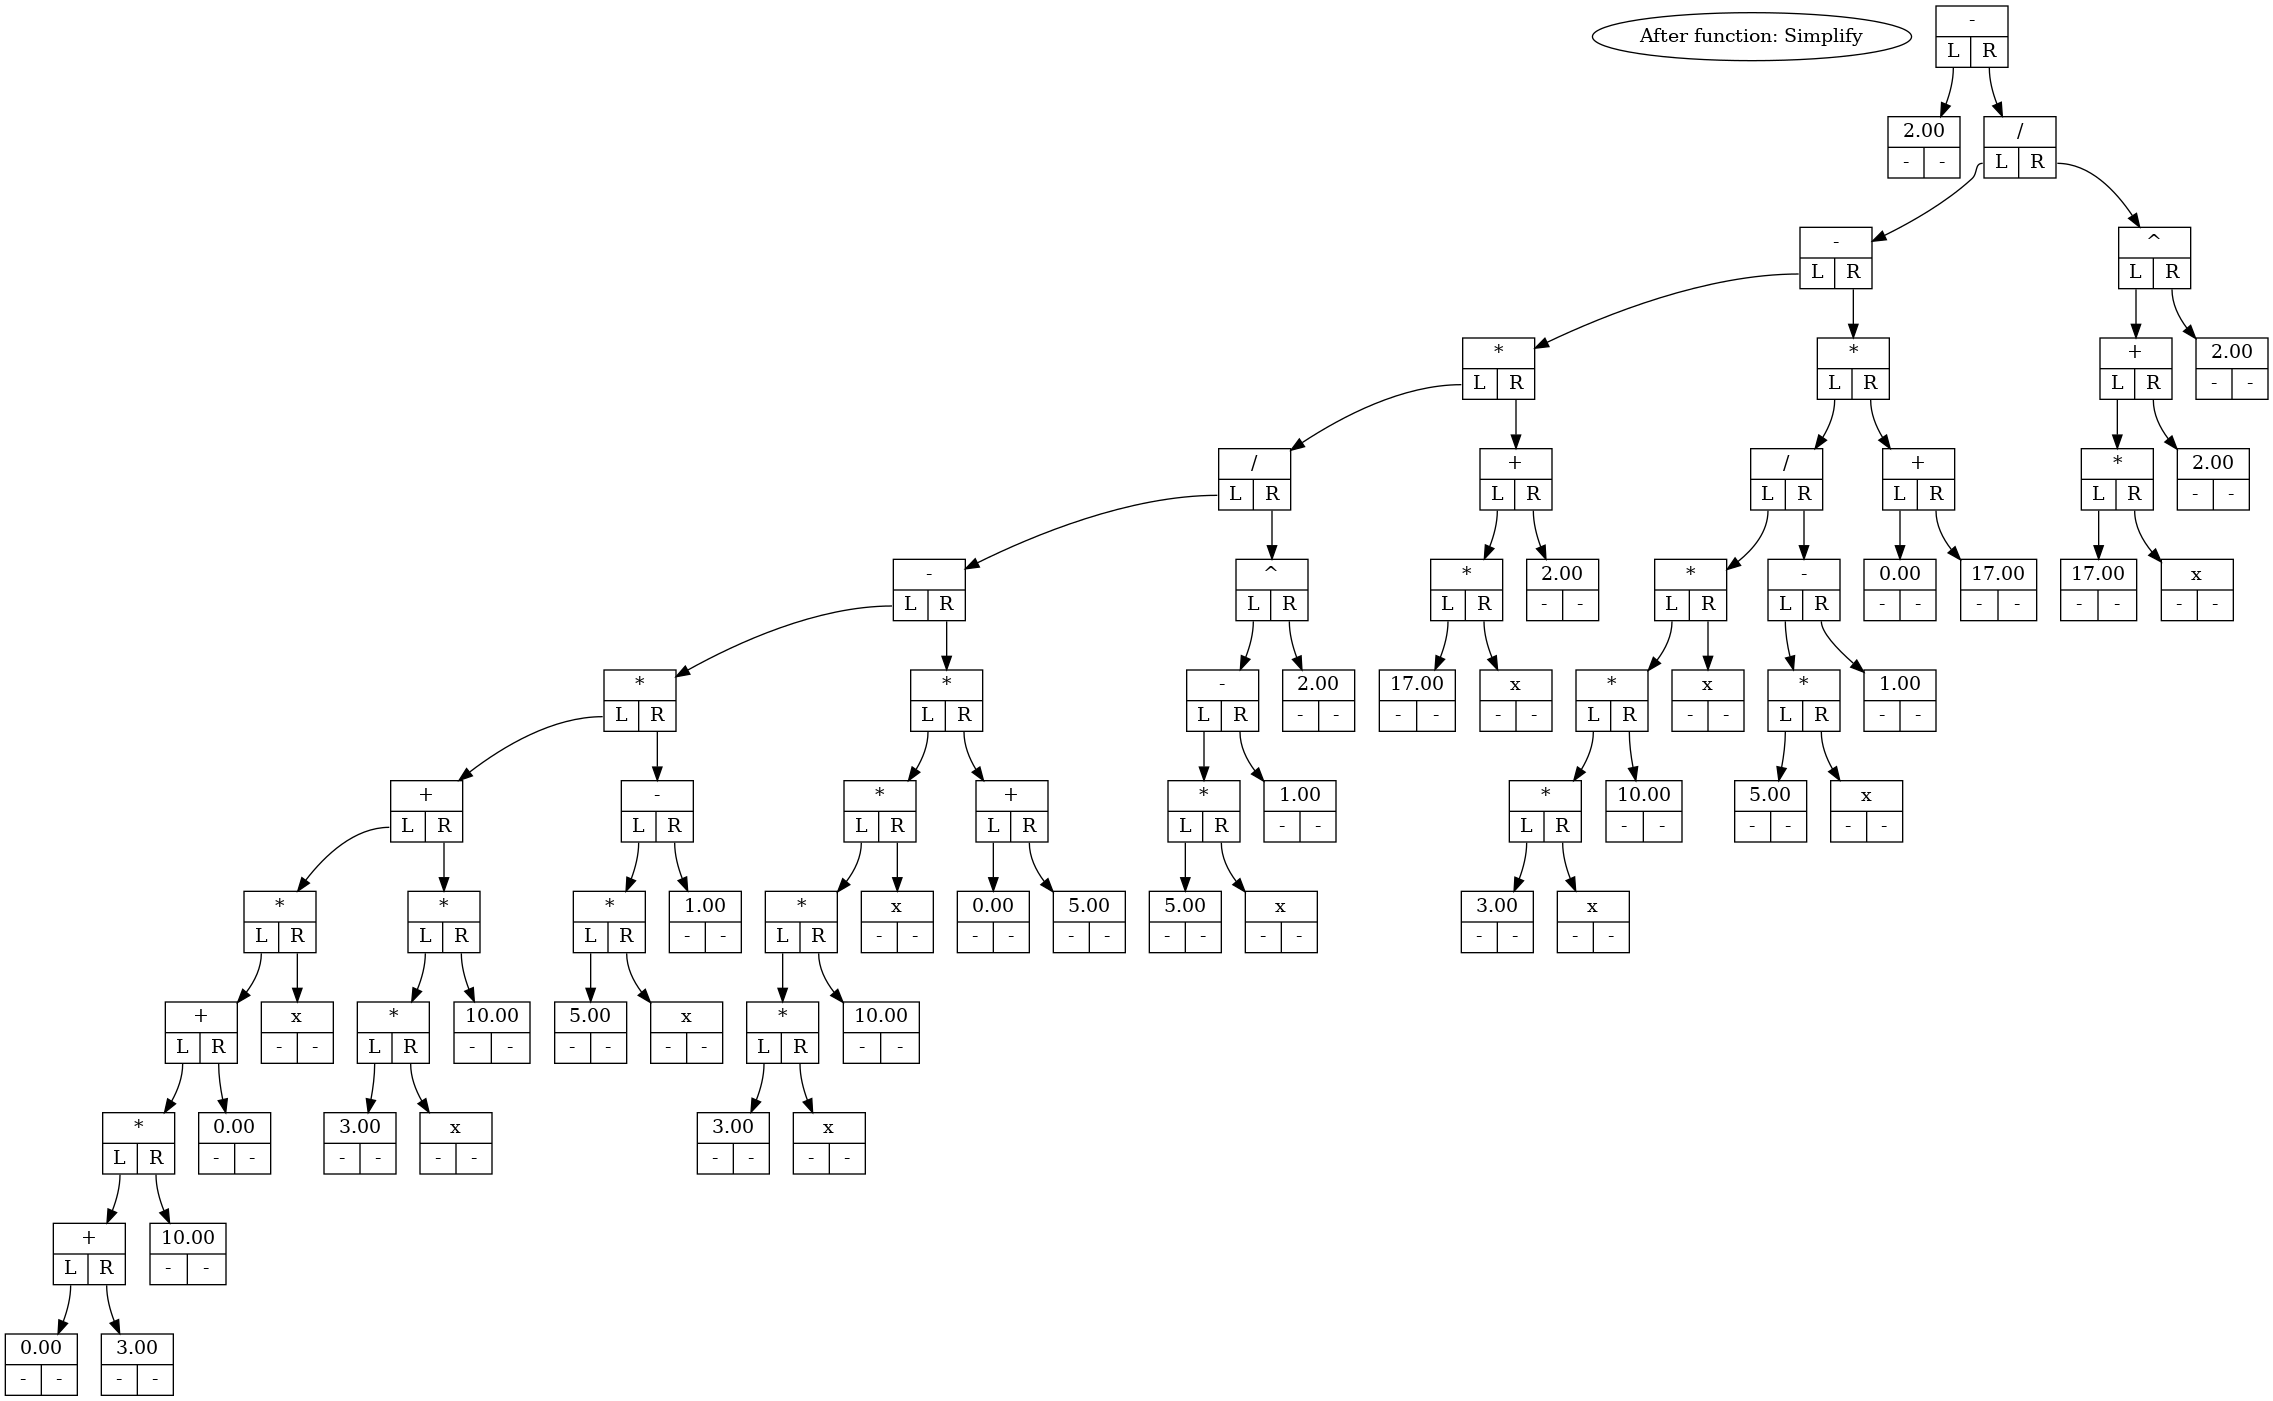 After function: Simplify
-
L R
2.00
- -
/
L R
-
L R
^
L R
*
L R
*
L R
+
L R
2.00
- -
/
L R
+
L R
/
L R
+
L R
*
L R
2.00
- -
-
L R
^
L R
*
L R
2.00
- -
*
L R
-
L R
0.00
- -
17.00
- -
17.00
- -
x
- -
*
L R
*
L R
-
L R
2.00
- -
17.00
- -
x
- -
*
L R
x
- -
*
L R
1.00
- -
+
L R
-
L R
*
L R
+
L R
*
L R
1.00
- -
*
L R
10.00
- -
5.00
- -
x
- -
*
L R
*
L R
*
L R
1.00
- -
*
L R
x
- -
0.00
- -
5.00
- -
5.00
- -
x
- -
3.00
- -
x
- -
+
L R
x
- -
*
L R
10.00
- -
5.00
- -
x
- -
*
L R
10.00
- -
*
L R
0.00
- -
3.00
- -
x
- -
3.00
- -
x
- -
+
L R
10.00
- -
0.00
- -
3.00
- -